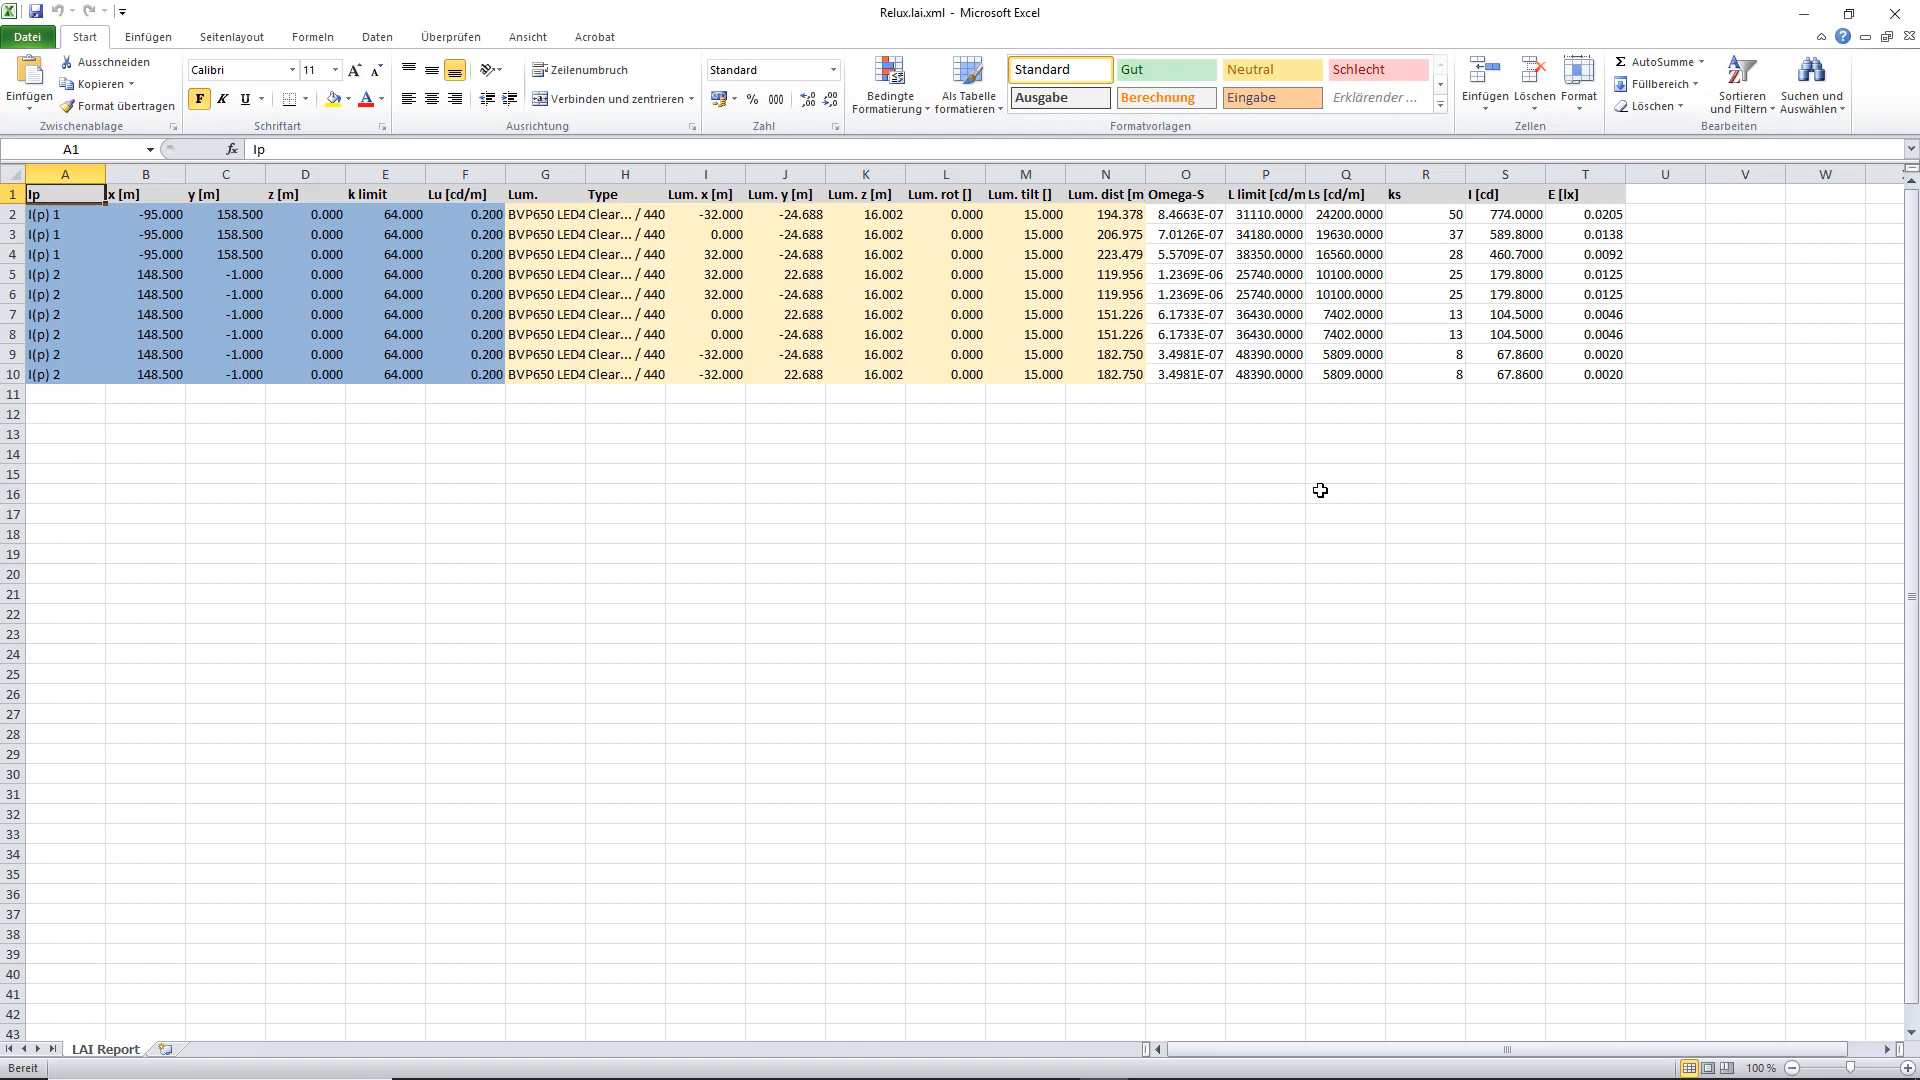 Relux.lai.xml - Microsoft Excel
Datei Start Einfügen Seitenlayout Formeln Daten Überprüfen Ansicht Acrobat
Einfügen
Ausschneiden
Kopieren
Format übertragen
Zwischenablage
Calibri 11
F K U
Schriftart
Zeilenumbruch
Verbinden und zentrieren
Ausrichtung
Standard
% 000
Zahl
Bedingte Formatierung
Als Tabelle formatieren
Standard Gut Neutral Schlecht
Ausgabe Berechnung Eingabe Erklärender ...
Formatvorlagen
Einfügen Löschen Format
Zellen
AutoSumme
Füllbereich
Löschen
Sortieren und Filtern
Suchen und Auswählen
Bearbeiten
A1 fx Ip
A B C D E F G H I J K L M N O P Q R S T U V W
1 Ip x [m] y [m] z [m] k limit Lu [cd/m] Lum. Type Lum. x [m] Lum. y [m] Lum. z [m] Lum. rot [] Lum. tilt [] Lum. dist [m Omega-S L limit [cd/m Ls [cd/m] ks I [cd] E [lx]
2 I(p) 1 -95.000 158.500 0.000 64.000 0.200 BVP650 LED4 Clear... / 440 -32.000 -24.688 16.002 0.000 15.000 194.378 8.4663E-07 31110.0000 24200.0000 50 774.0000 0.0205
3 I(p) 1 -95.000 158.500 0.000 64.000 0.200 BVP650 LED4 Clear... / 440 0.000 -24.688 16.002 0.000 15.000 206.975 7.0126E-07 34180.0000 19630.0000 37 589.8000 0.0138
4 I(p) 1 -95.000 158.500 0.000 64.000 0.200 BVP650 LED4 Clear... / 440 32.000 -24.688 16.002 0.000 15.000 223.479 5.5709E-07 38350.0000 16560.0000 28 460.7000 0.0092
5 I(p) 2 148.500 -1.000 0.000 64.000 0.200 BVP650 LED4 Clear... / 440 32.000 22.688 16.002 0.000 15.000 119.956 1.2369E-06 25740.0000 10100.0000 25 179.8000 0.0125
6 I(p) 2 148.500 -1.000 0.000 64.000 0.200 BVP650 LED4 Clear... / 440 32.000 -24.688 16.002 0.000 15.000 119.956 1.2369E-06 25740.0000 10100.0000 25 179.8000 0.0125
7 I(p) 2 148.500 -1.000 0.000 64.000 0.200 BVP650 LED4 Clear... / 440 0.000 22.688 16.002 0.000 15.000 151.226 6.1733E-07 36430.0000 7402.0000 13 104.5000 0.0046
8 I(p) 2 148.500 -1.000 0.000 64.000 0.200 BVP650 LED4 Clear... / 440 0.000 -24.688 16.002 0.000 15.000 151.226 6.1733E-07 36430.0000 7402.0000 13 104.5000 0.0046
9 I(p) 2 148.500 -1.000 0.000 64.000 0.200 BVP650 LED4 Clear... / 440 -32.000 -24.688 16.002 0.000 15.000 182.750 3.4981E-07 48390.0000 5809.0000 8 67.8600 0.0020
10 I(p) 2 148.500 -1.000 0.000 64.000 0.200 BVP650 LED4 Clear... / 440 -32.000 22.688 16.002 0.000 15.000 182.750 3.4981E-07 48390.0000 5809.0000 8 67.8600 0.0020
11
12
13
14
15
16
17
18
19
20
21
22
23
24
25
26
27
28
29
30
31
32
33
34
35
36
37
38
39
40
41
42
43
LAI Report
Bereit 100 %